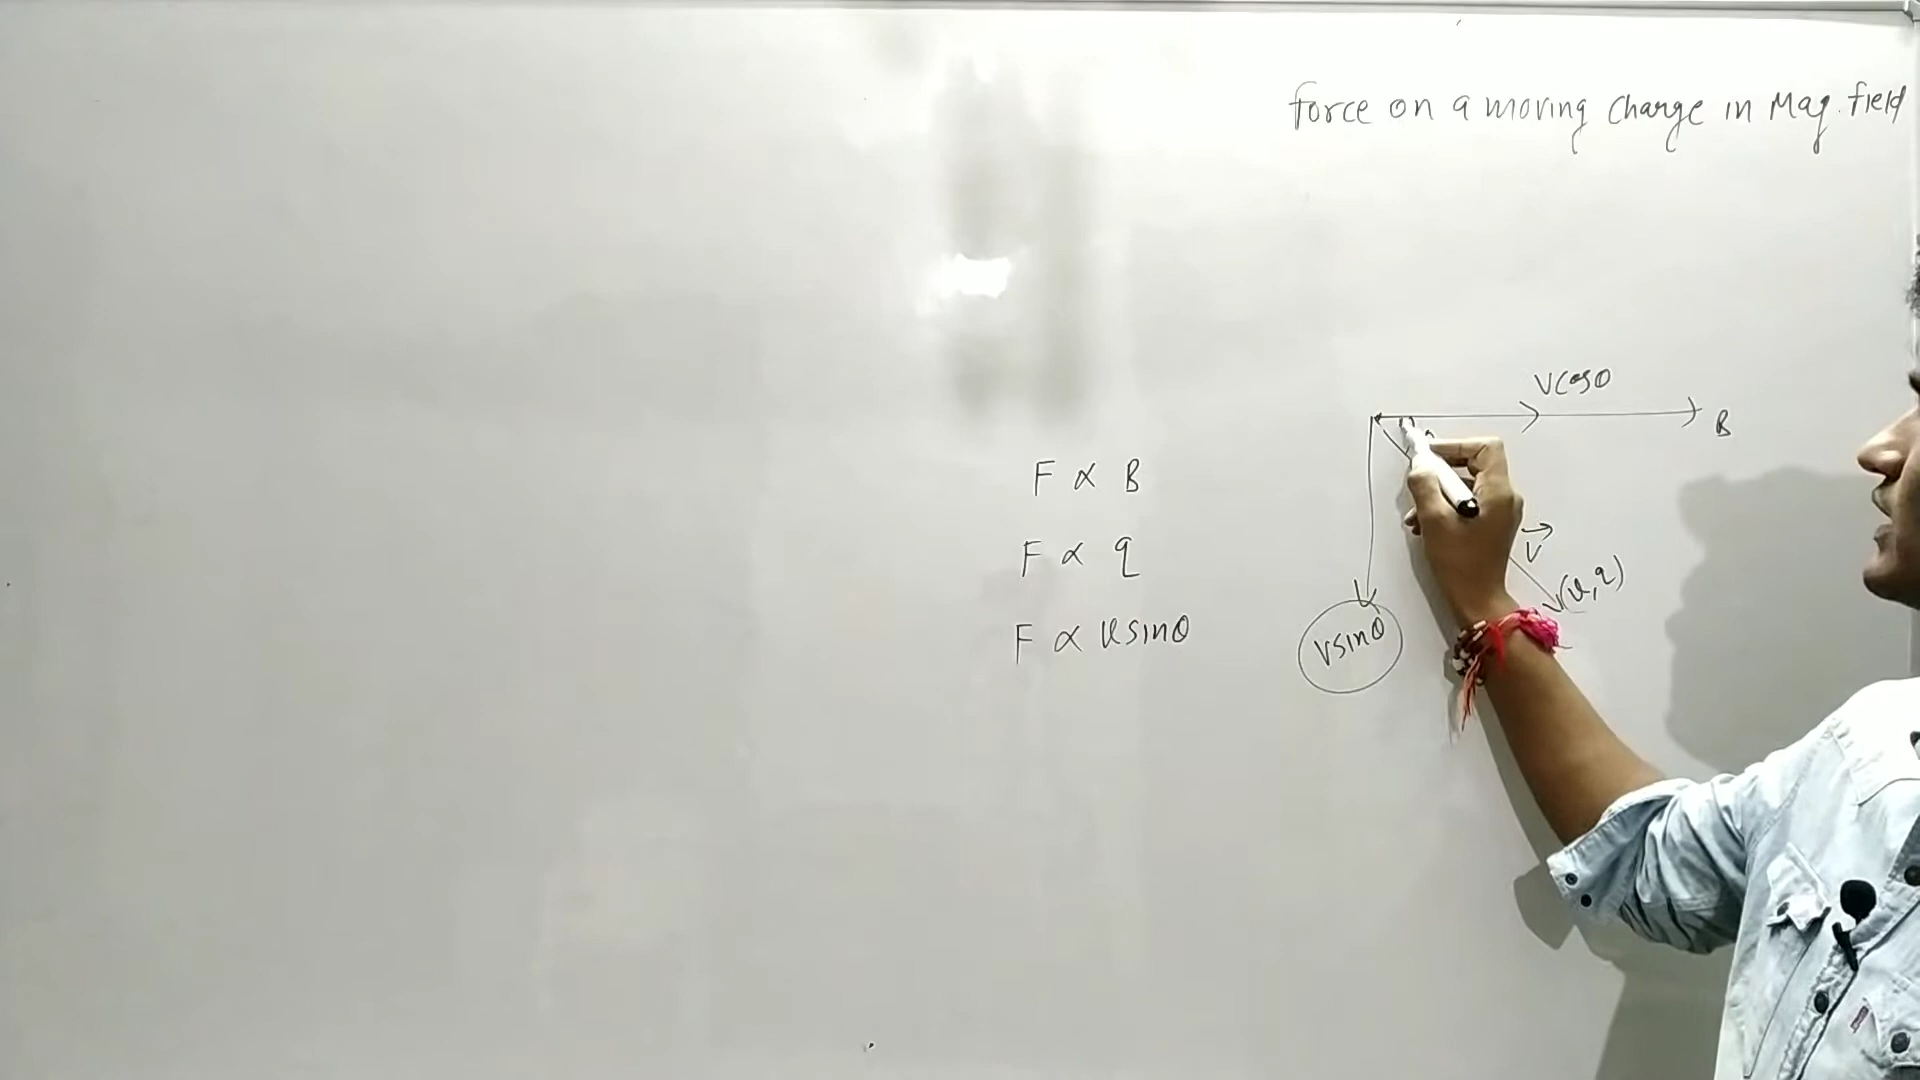 Force on a moving charge in Mag. field
VCosθ
B
F ∝ B
V
F ∝ q
V(v,q)
F ∝ vsinθ
Vsinθ